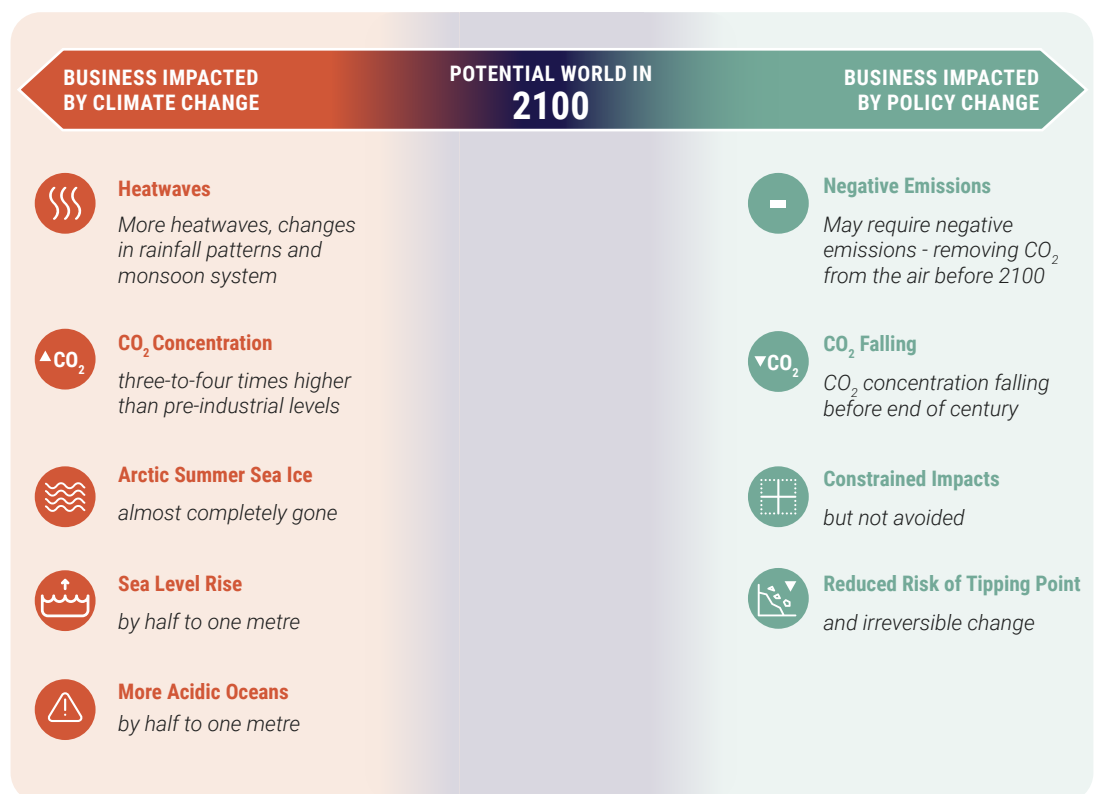 BUSINESS IMPACTED
BY CLIMATE CHANGE
POTENTIAL WORLD IN
2100
BUSINESS IMPACTED
BY POLICY CHANGE
Heatwaves
More heatwaves, changes
in rainfall patterns and
monsoon system
CO₂
CO₂ Concentration
three-to-four times higher
than pre-industrial levels
Arctic Summer Sea Ice
almost completely gone
Sea Level Rise
by half to one metre
More Acidic Oceans
by half to one metre
Negative Emissions
May require negative
emissions - removing CO₂
from the air before 2100
CO₂
CO₂ Falling
CO₂ concentration falling
before end of century
Constrained Impacts
but not avoided
Reduced Risk of Tipping Point
and irreversible change